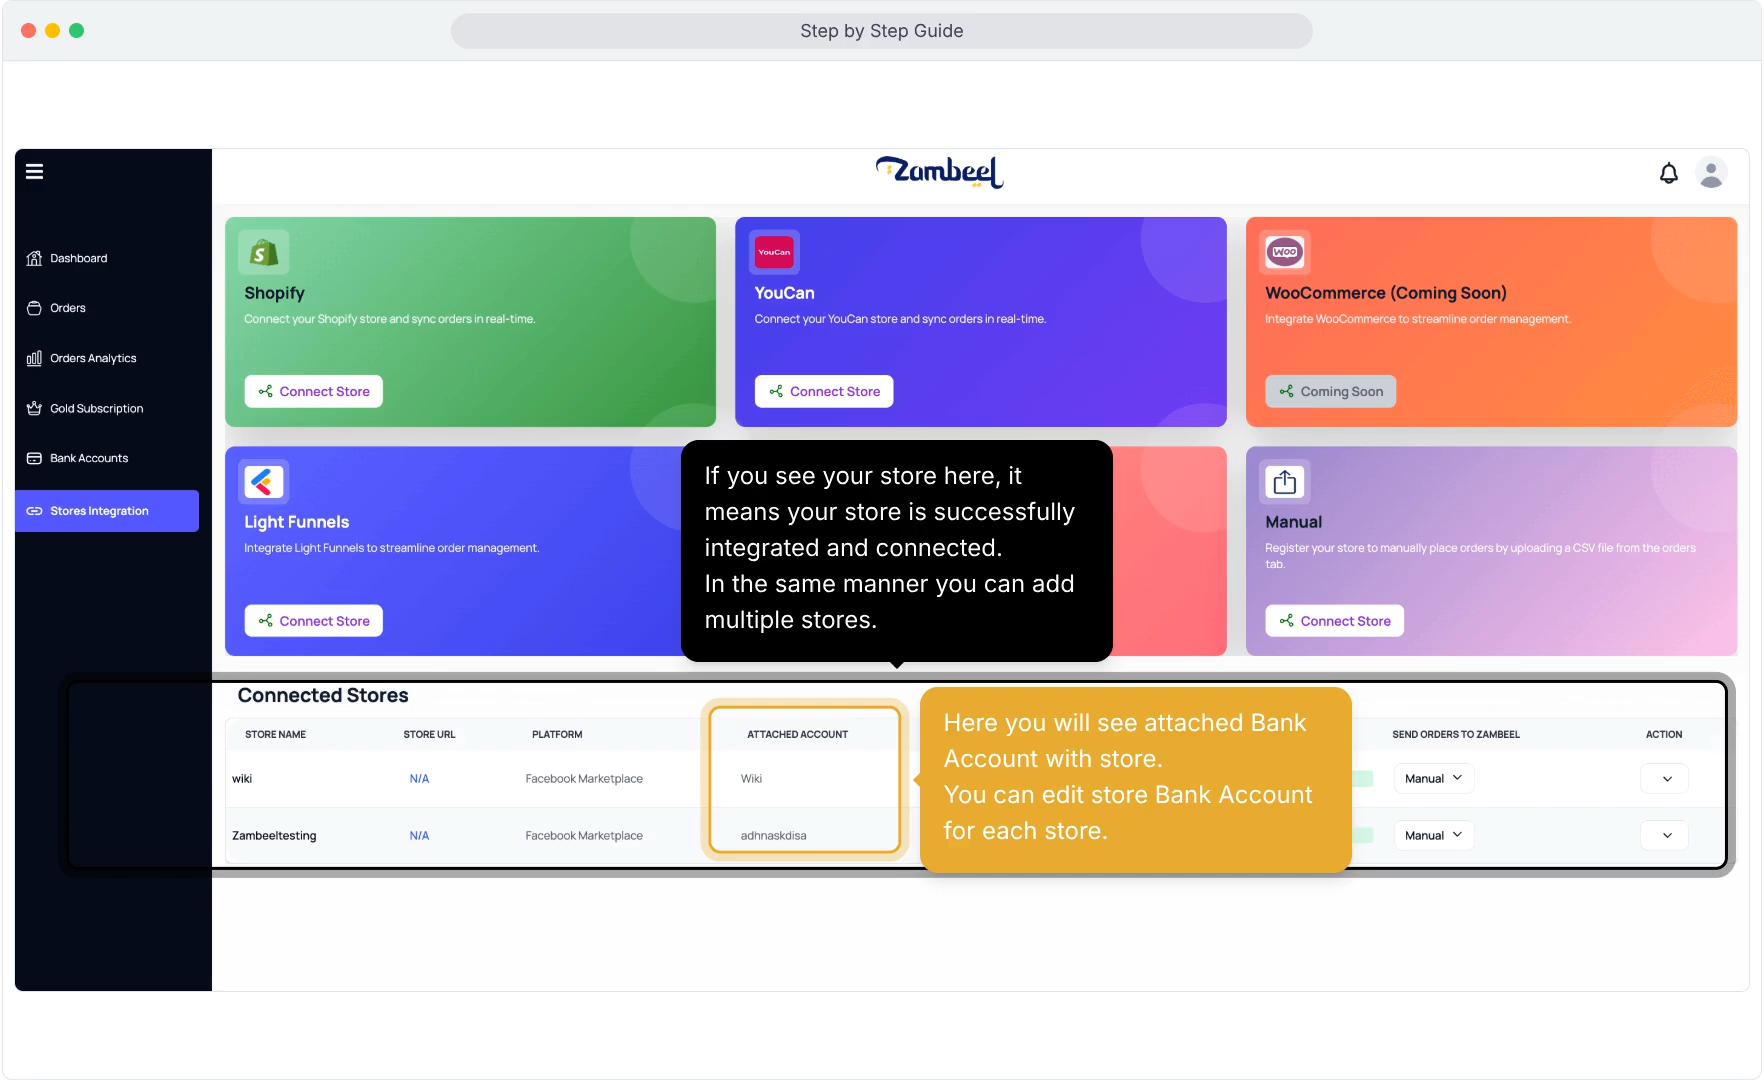 Step by Step Guide
Zambeel
Dashboard
Orders
Orders Analytics
Gold Subscription
Bank Accounts
Stores Integration
Shopify
Connect your Shopify store and sync orders in real-time.
Connect Store
YouCan
YouCan
Connect your YouCan store and sync orders in real-time.
Connect Store
Woo
WooCommerce (Coming Soon)
Integrate WooCommerce to streamline order management.
Coming Soon
Light Funnels
Integrate Light Funnels to streamline order management.
Connect Store
If you see your store here, it
means your store is successfully
integrated and connected.
In the same manner you can add
multiple stores.
Manual
Register your store to manually place orders by uploading a CSV file from the orders
tab.
Connect Store
Connected Stores
STORE NAME STORE URL PLATFORM ATTACHED ACCOUNT SEND ORDERS TO ZAMBEEL ACTION
wiki N/A Facebook Marketplace Wiki Manual
Zambeeltesting N/A Facebook Marketplace adhnaskdisa Manual
Here you will see attached Bank
Account with store.
You can edit store Bank Account
for each store.